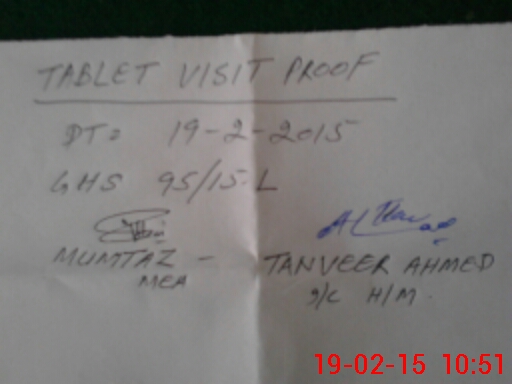 TABLET VISIT PROOF
DT: 19-2-2015
GHS 95/15-L
MUMTAZ - TANVEER AHMED
MEA I/C H/M.
19-02-15 10:51